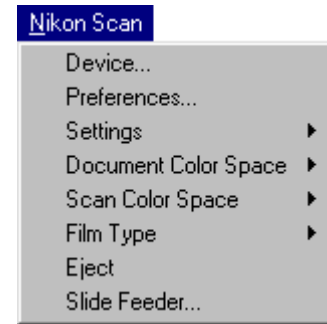 Nikon Scan
Device...
Preferences...
Settings
Document Color Space
Scan Color Space
Film Type
Eject
Slide Feeder...